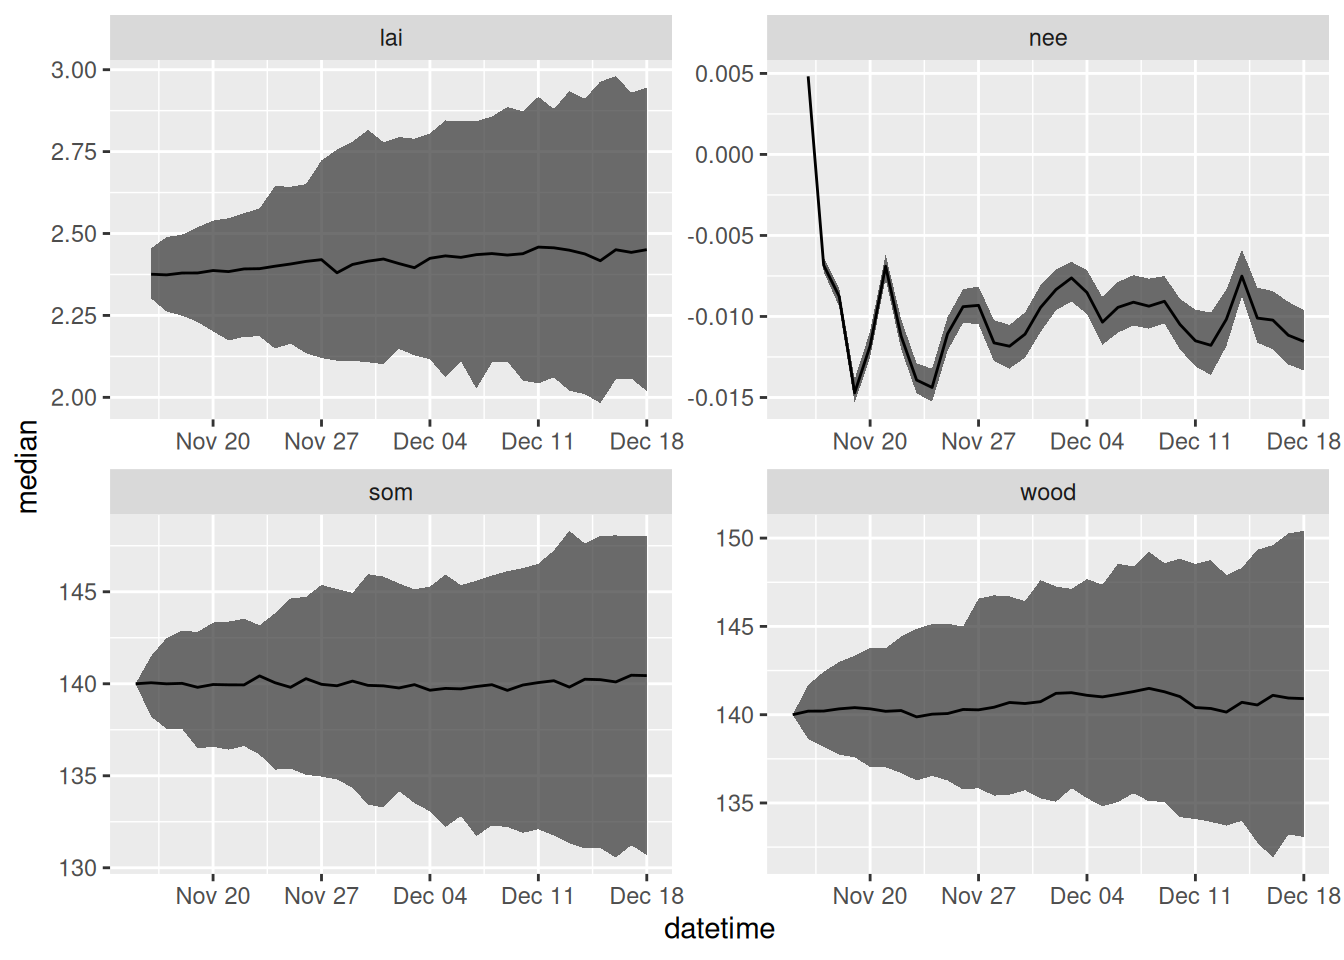 lai
nee
3.00
2.75
2.50
2.25
2.00
0.005
0.000
-0.005
-0.010
-0.015
Nov 20 Nov 27 Dec 04 Dec 11 Dec 18
Nov 20 Nov 27 Dec 04 Dec 11 Dec 18
median
som
wood
145
140
135
130
150
145
140
135
Nov 20 Nov 27 Dec 04 Dec 11 Dec 18
Nov 20 Nov 27 Dec 04 Dec 11 Dec 18
datetime